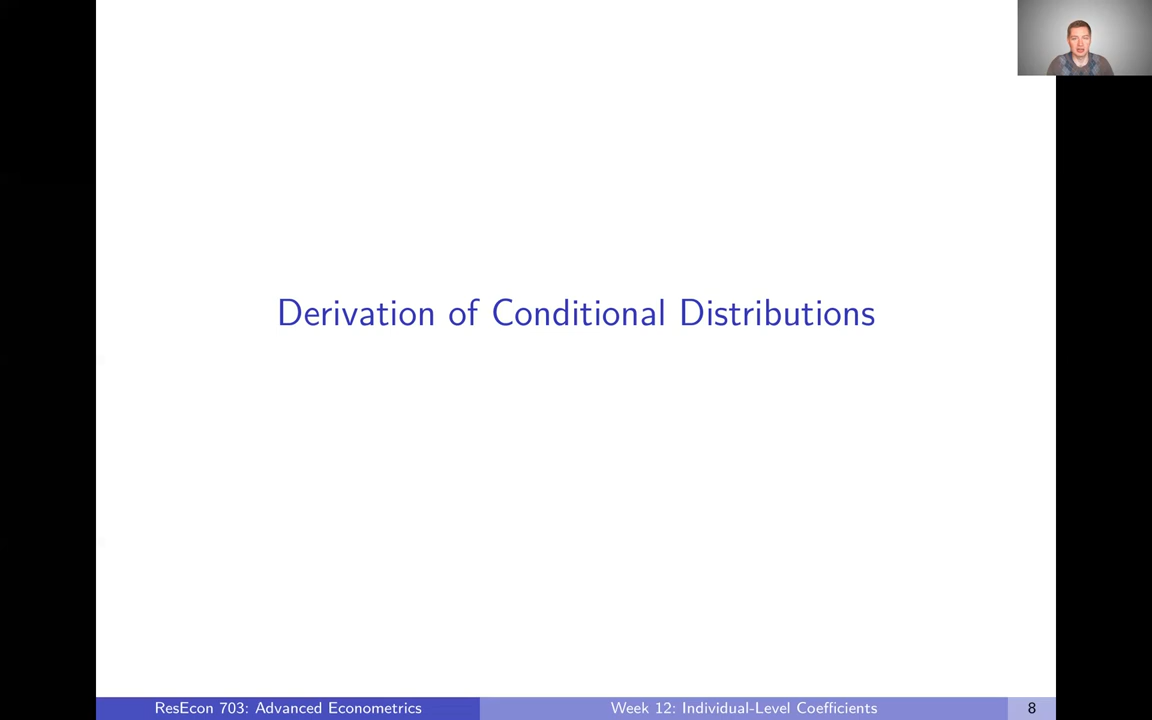 Derivation of Conditional Distributions
ResEcon 703: Advanced Econometrics
Week 12: Individual-Level Coefficients
8